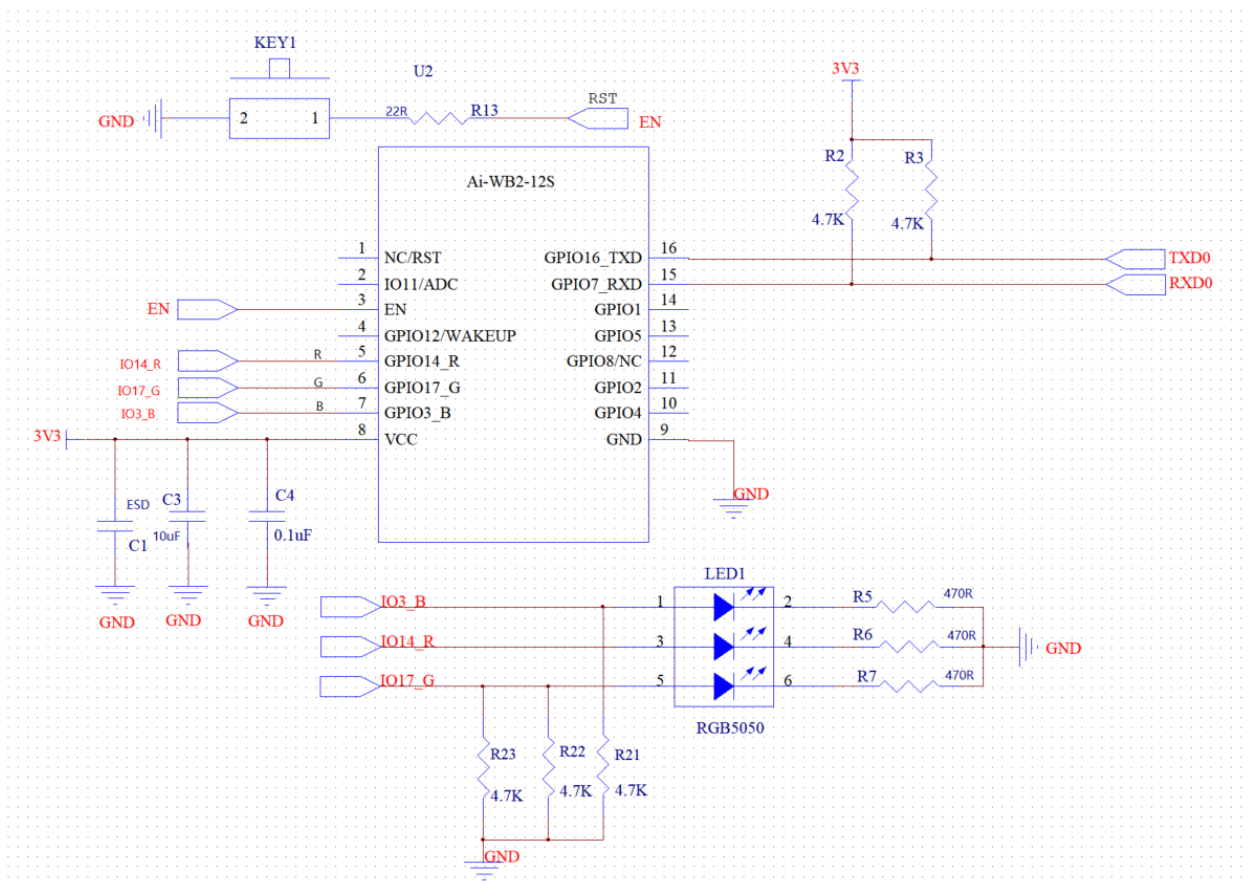 KEY1
U2
GND
2
1
22R
R13
RST
EN
3V3
R2
R3
4.7K
4.7K
Ai-WB2-12S
1 NC/RST
2 IO11/ADC
EN
3 EN
4 GPIO12/WAKEUP
IO14_R
R
5 GPIO14_R
IO17_G
G
6 GPIO17_G
IO3_B
B
7 GPIO3_B
3V3
8 VCC
GPIO16_TXD 16
TXD0
GPIO7_RXD 15
RXD0
GPIO1 14
GPIO5 13
GPIO8/NC 12
GPIO2 11
GPIO4 10
GND 9
GND
ESD
C1
C3
10uF
C4
0.1uF
GND
GND
GND
LED1
IO3_B
1
2
R5
470R
IO14_R
3
4
R6
470R
GND
IO17_G
5
6
R7
470R
RGB5050
R23
4.7K
R22
4.7K
R21
4.7K
GND